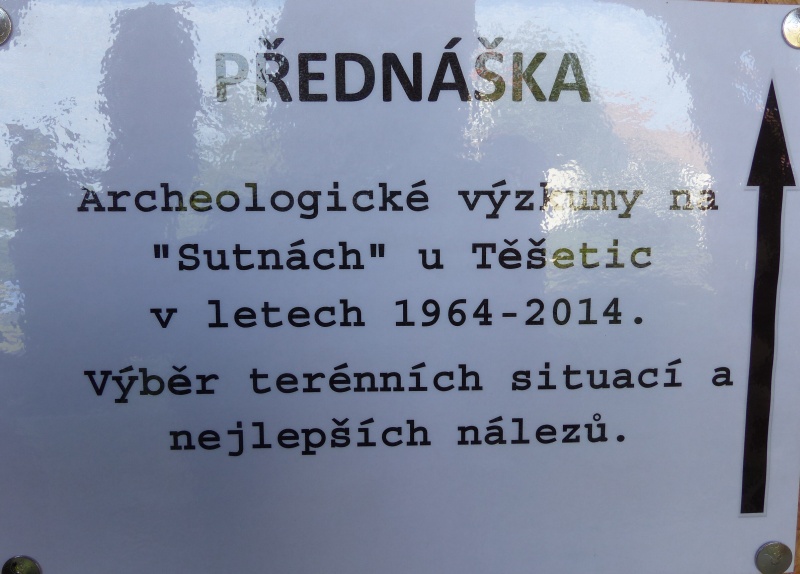 PŘEDNÁŠKA
Archeologické výzkumy na
"Sutnách" u Těšetic
v letech 1964-2014.
Výběr terénních situací a
nejlepších nálezů.